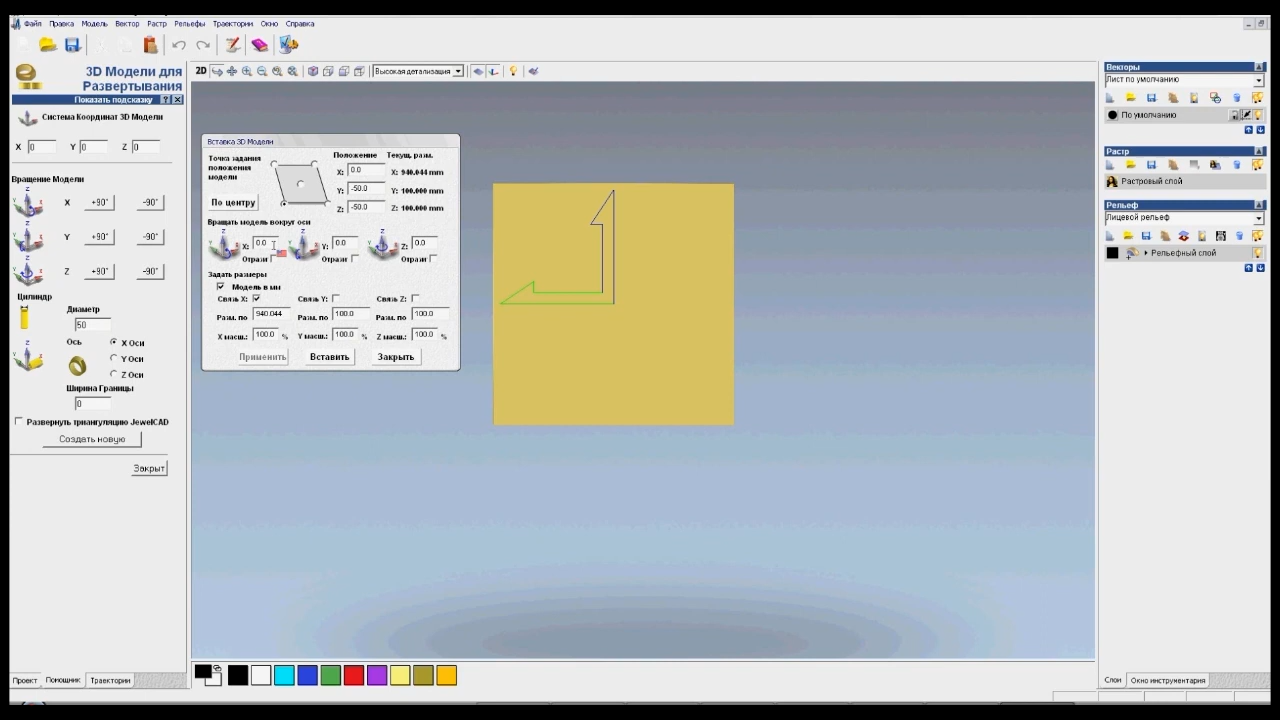 Файл Правка Модель Вектор Растр Рельефы Траектории Окно Справка
3D Модели для
Развертывания
Показать подсказку
Система Координат 3D Модели
X 0 Y 0 Z 0
Вращение Модели
X +90° -90°
Y +90° -90°
Z +90° -90°
Цилиндр
Диаметр
50
Ось
X Оси
Y Оси
Z Оси
Ширина Границы
0
Развернуть триангуляцию JewelCAD
Создать новую
Закрыт
Проект Помощник Траектории
2D Высокая детализация
Вставка 3D Модели
Точка задания
положения
модели
По центру
Положение Текущ. разм.
X: 0.0 X: 940.044 mm
Y: -50.0 Y: 100.000 mm
Z: -50.0 Z: 100.000 mm
Вращать модель вокруг оси
X: 0.0 Y: 0.0 Z: 0.0
Отрази Отрази Отрази
Задать размеры
Модель в мм
Связь X: Связь Y: Связь Z:
Разм. по 940.044 Разм. по 100.0 Разм. по 100.0
X масш.: 100.0 % Y масш.: 100.0 % Z масш.: 100.0 %
Применить Вставить Закрыть
Векторы
Лист по умолчанию
По умолчанию
Растр
Растровый слой
Рельеф
Лицевой рельеф
Рельефный слой
Слои Окно инструментария